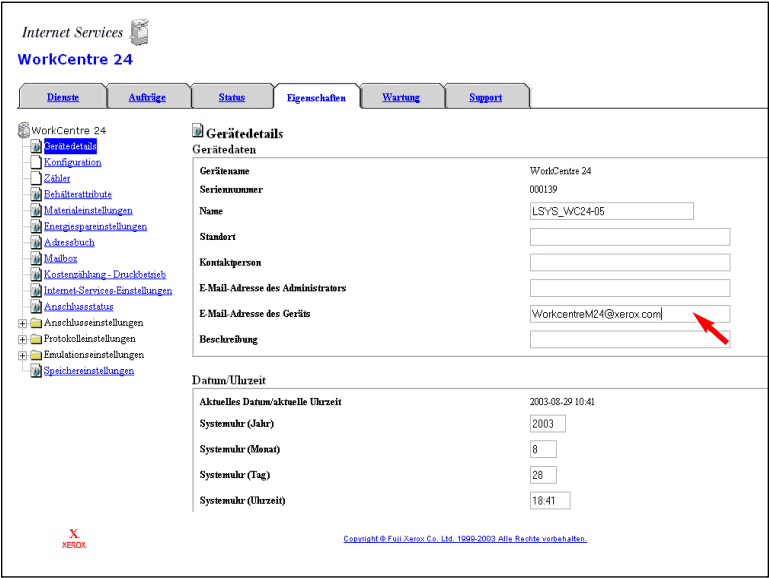 Internet Services
WorkCentre 24
Dienste Aufträge Status Eigenschaften Wartung Support
WorkCentre 24
Gerätedetails
Konfiguration
Zähler
Behälterattribute
Materialeinstellungen
Energiespareinstellungen
Adressbuch
Mailbox
Kostenzählung - Druckbetrieb
Internet-Services-Einstellungen
Anschlussstatus
Anschlusseinstellungen
Protokolleinstellungen
Emulationseinstellungen
Speichereinstellungen
Gerätedetails
Gerätedaten
Gerätename WorkCentre 24
Seriennummer 000139
Name LSYS_WC24-05
Standort
Kontaktperson
E-Mail-Adresse des Administrators
E-Mail-Adresse des Geräts WorkcentreM24@xerox.com
Beschreibung
Datum/Uhrzeit
Aktuelles Datum/aktuelle Uhrzeit 2003-08-29 10:41
Systemuhr (Jahr) 2003
Systemuhr (Monat) 8
Systemuhr (Tag) 28
Systemuhr (Uhrzeit) 18:41
X
XEROX
Copyright © Fuji Xerox Co. Ltd. 1999-2003 Alle Rechte vorbehalten.